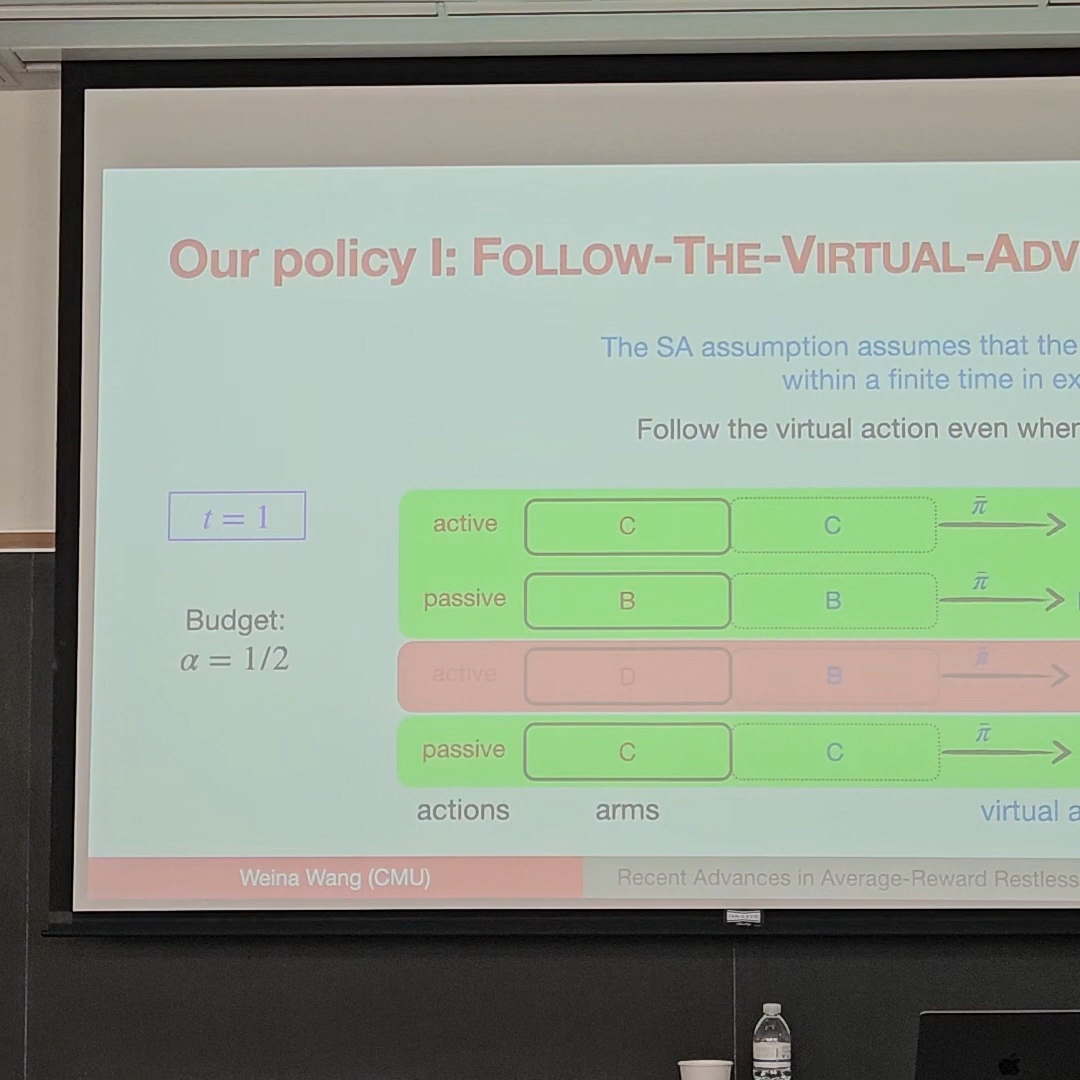 Our policy I: FOLLOW-THE-VIRTUAL-ADV
The SA assumption assumes that the
within a finite time in ex
Follow the virtual action even when
t = 1
Budget:
α = 1/2
active C C π̄
passive B B π̄
active D B π̄
passive C C π̄
actions arms virtual a
Weina Wang (CMU) Recent Advances in Average-Reward Restless